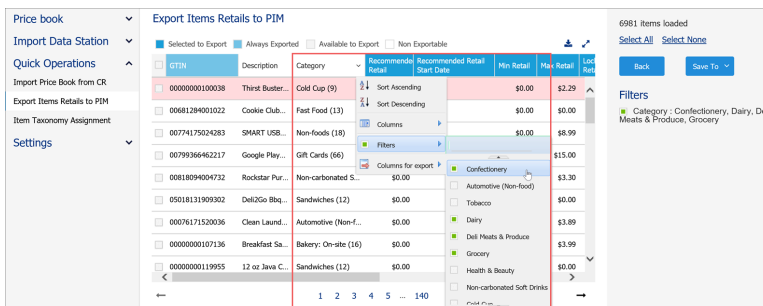 Price book
Import Data Station
Quick Operations
Import Price Book from CR
Export Items Retails to PIM
Item Taxonomy Assignment
Settings
Export Items Retails to PIM
Selected to Export
Always Exported
Available to Export
Non Exportable
GTIN
Description
Category
Recommended Retail
Recommended Retail Start Date
Min Retail
Max Retail
00000000100038 Thirst Buster... Cold Cup (9) $0.00 $2.29
00681284001022 Cookie Club... Fast Food (13) $0.00
00774175024283 SMART USB... Non-foods (18) $0.00 $8.99
00799366462217 Google Play... Gift Cards (66) $15.00
00818094004732 Rockstar Pur... Non-carbonated S... $0.00 $3.30
05018131909302 Deli2Go Bbq... Sandwiches (12) $0.00 $0.00
00076171520036 Clean Laund... Automotive (Non-f... $0.00 $3.89
00000000107136 Breakfast Sa... Bakery: On-site (16) $0.00 $3.99
00000000119955 12 oz Java C... Sandwiches (12) $0.00 $0.00
Sort Ascending
Sort Descending
Columns
Filters
Columns for export
Confectionery
Automotive (Non-food)
Tobacco
Dairy
Deli Meats & Produce
Grocery
Health & Beauty
Non-carbonated Soft Drinks
Cold Cup
1 2 3 4 5 ... 140
6981 items loaded
Select All Select None
Back Save To
Filters
Category : Confectionery, Dairy, De
Meats & Produce, Grocery